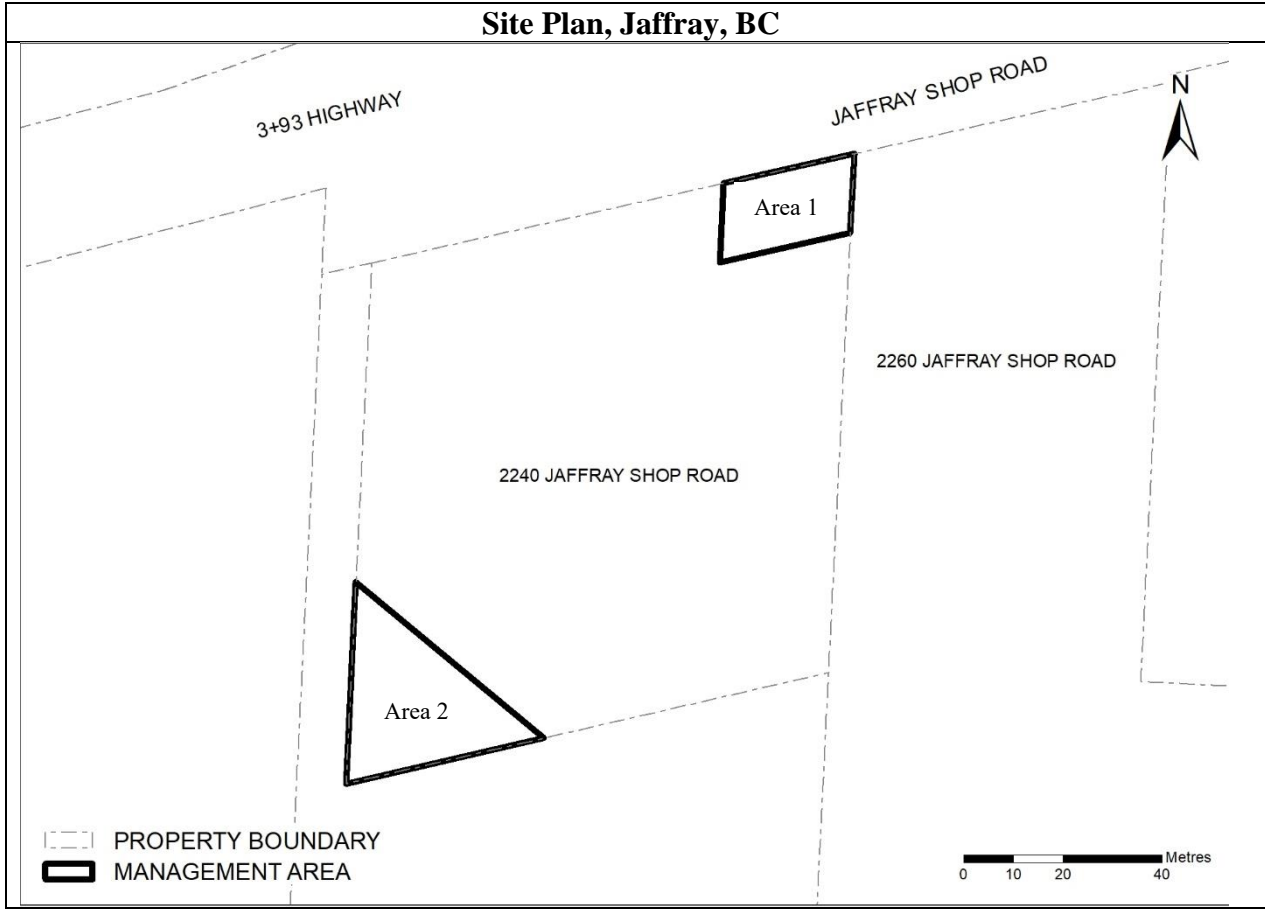 Site Plan, Jaffray, BC
3+93 HIGHWAY
JAFFRAY SHOP ROAD
N
Area 1
2260 JAFFRAY SHOP ROAD
2240 JAFFRAY SHOP ROAD
Area 2
PROPERTY BOUNDARY
MANAGEMENT AREA
Metres
0 10 20 40